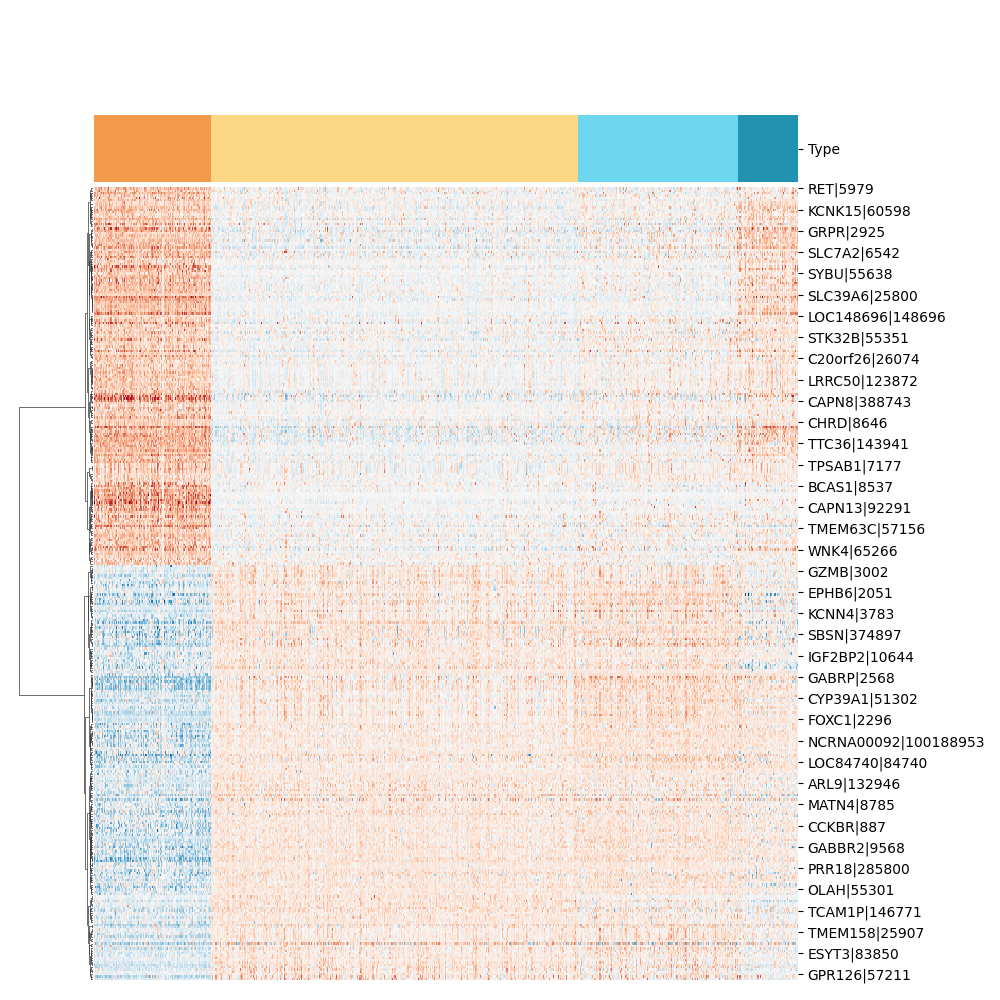 Type
RET|5979
KCNK15|60598
GRPR|2925
SLC7A2|6542
SYBU|55638
SLC39A6|25800
LOC148696|148696
STK32B|55351
C20orf26|26074
LRRC50|123872
CAPN8|388743
CHRD|8646
TTC36|143941
TPSAB1|7177
BCAS1|8537
CAPN13|92291
TMEM63C|57156
WNK4|65266
GZMB|3002
EPHB6|2051
KCNN4|3783
SBSN|374897
IGF2BP2|10644
GABRP|2568
CYP39A1|51302
FOXC1|2296
NCRNA00092|100188953
LOC84740|84740
ARL9|132946
MATN4|8785
CCKBR|887
GABBR2|9568
PRR18|285800
OLAH|55301
TCAM1P|146771
TMEM158|25907
ESYT3|83850
GPR126|57211